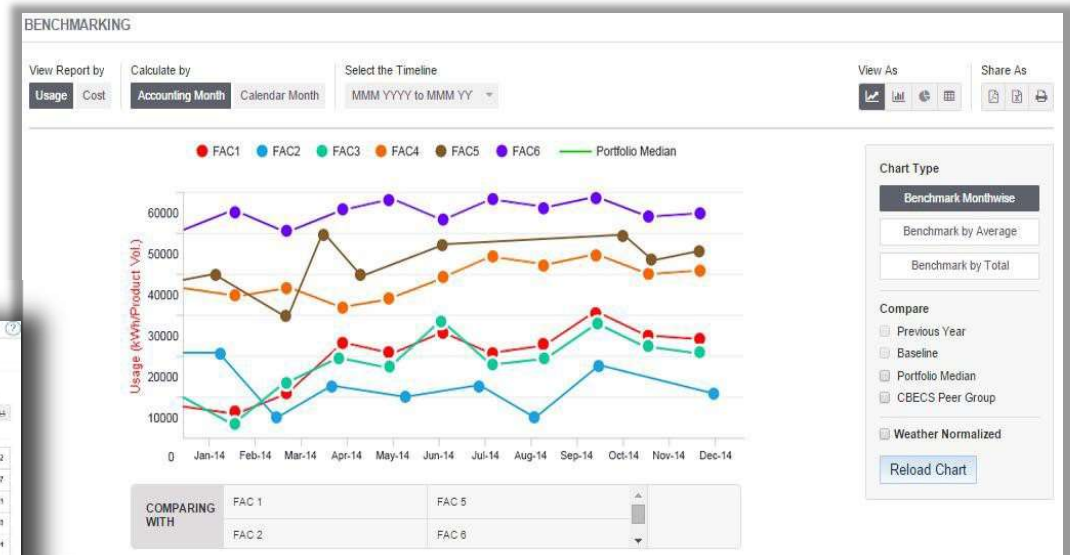 BENCHMARKING
View Report by Calculate by Select the Timeline View As Share As
Usage Cost Accounting Month Calendar Month MMM YYYY to MMM YY
FAC1 FAC2 FAC3 FAC4 FAC5 FAC6 Portfolio Median
Usage (kWh/Product Vol.)
60000
50000
40000
30000
20000
10000
0
Jan-14 Feb-14 Mar-14 Apr-14 May-14 Jun-14 Jul-14 Aug-14 Sep-14 Oct-14 Nov-14 Dec-14
COMPARING WITH
FAC 1 FAC 5
FAC 2 FAC 6
Chart Type
Benchmark Monthwise
Benchmark by Average
Benchmark by Total
Compare
Previous Year
Baseline
Portfolio Median
CBECS Peer Group
Weather Normalized
Reload Chart
?